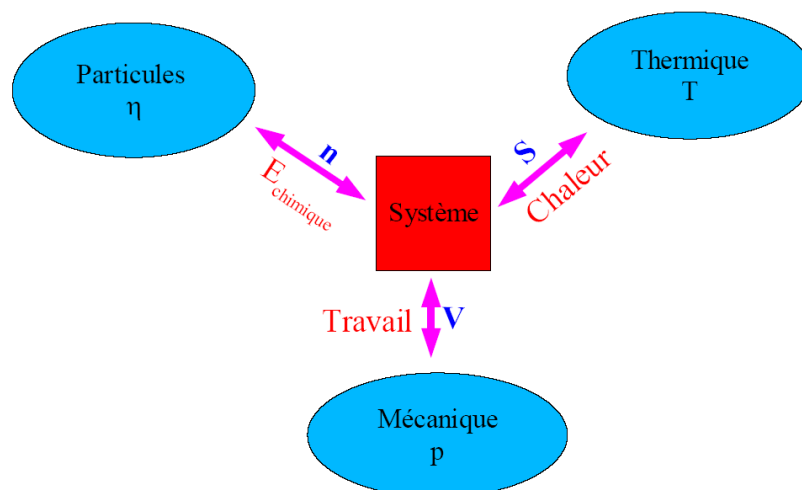 Particules
η
Thermique
T
n
E chimique
S
Chaleur
Système
Travail
V
Mécanique
p